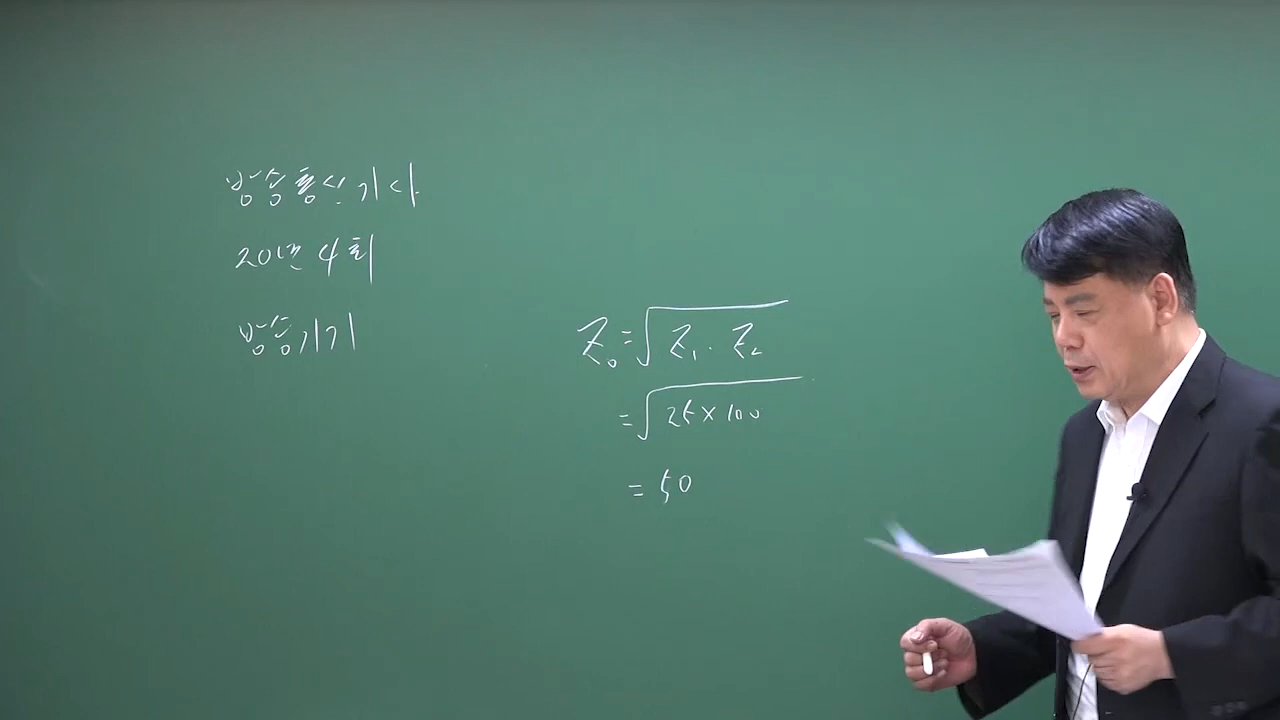 방송통신기사
20년 4회
방송기기
Z₀ = √(Z₁ · Z₂)
= √(25 × 100)
= 50